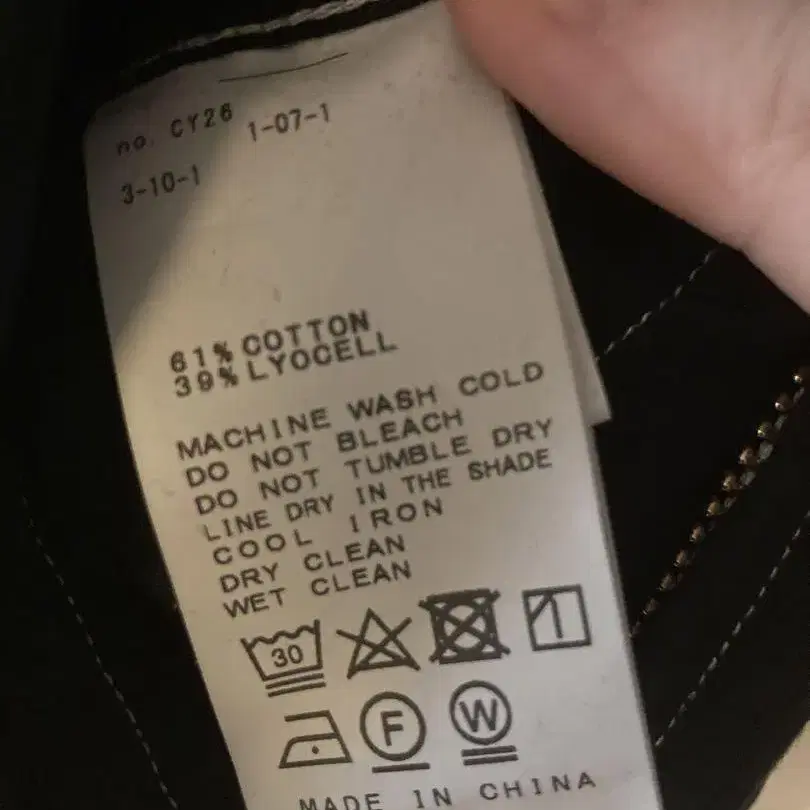 no. CY26 1-07-1
3-10-1
61% COTTON
39% LYOCELL
MACHINE WASH COLD
DO NOT BLEACH
DO NOT TUMBLE DRY
LINE DRY IN THE SHADE
COOL IRON
DRY CLEAN
WET CLEAN
30
F W
MADE IN CHINA